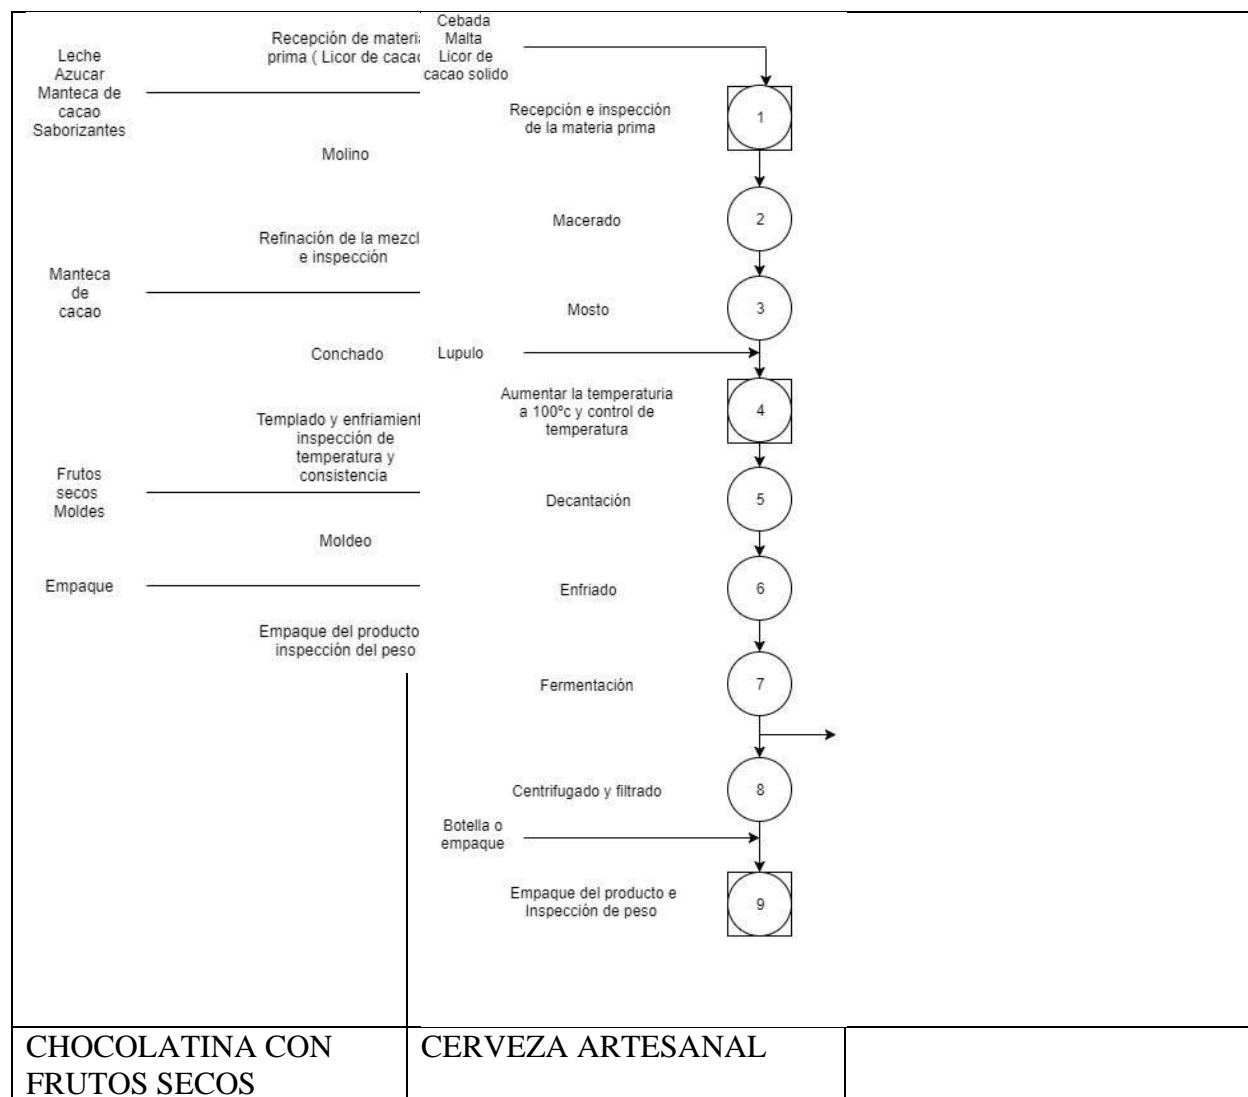 Leche
Azucar
Manteca de
cacao
Saborizantes
Recepción de materi
prima ( Licor de caca
Molino
Refinación de la mezcl
e inspección
Manteca
de
cacao
Conchado
Templado y enfriamient
inspección de
temperatura y
consistencia
Frutos
secos
Moldes
Moldeo
Empaque
Empaque del producto
inspección del peso
Cebada
Malta
Licor de
cacao solido
Recepción e inspección
de la materia prima
1
Macerado
2
Mosto
3
Lupulo
Aumentar la temperaturia
a 100ºc y control de
temperatura
4
Decantación
5
Enfriado
6
Fermentación
7
Centrifugado y filtrado
8
Botella o
empaque
Empaque del producto e
Inspección de peso
9
CHOCOLATINA CON
FRUTOS SECOS
CERVEZA ARTESANAL